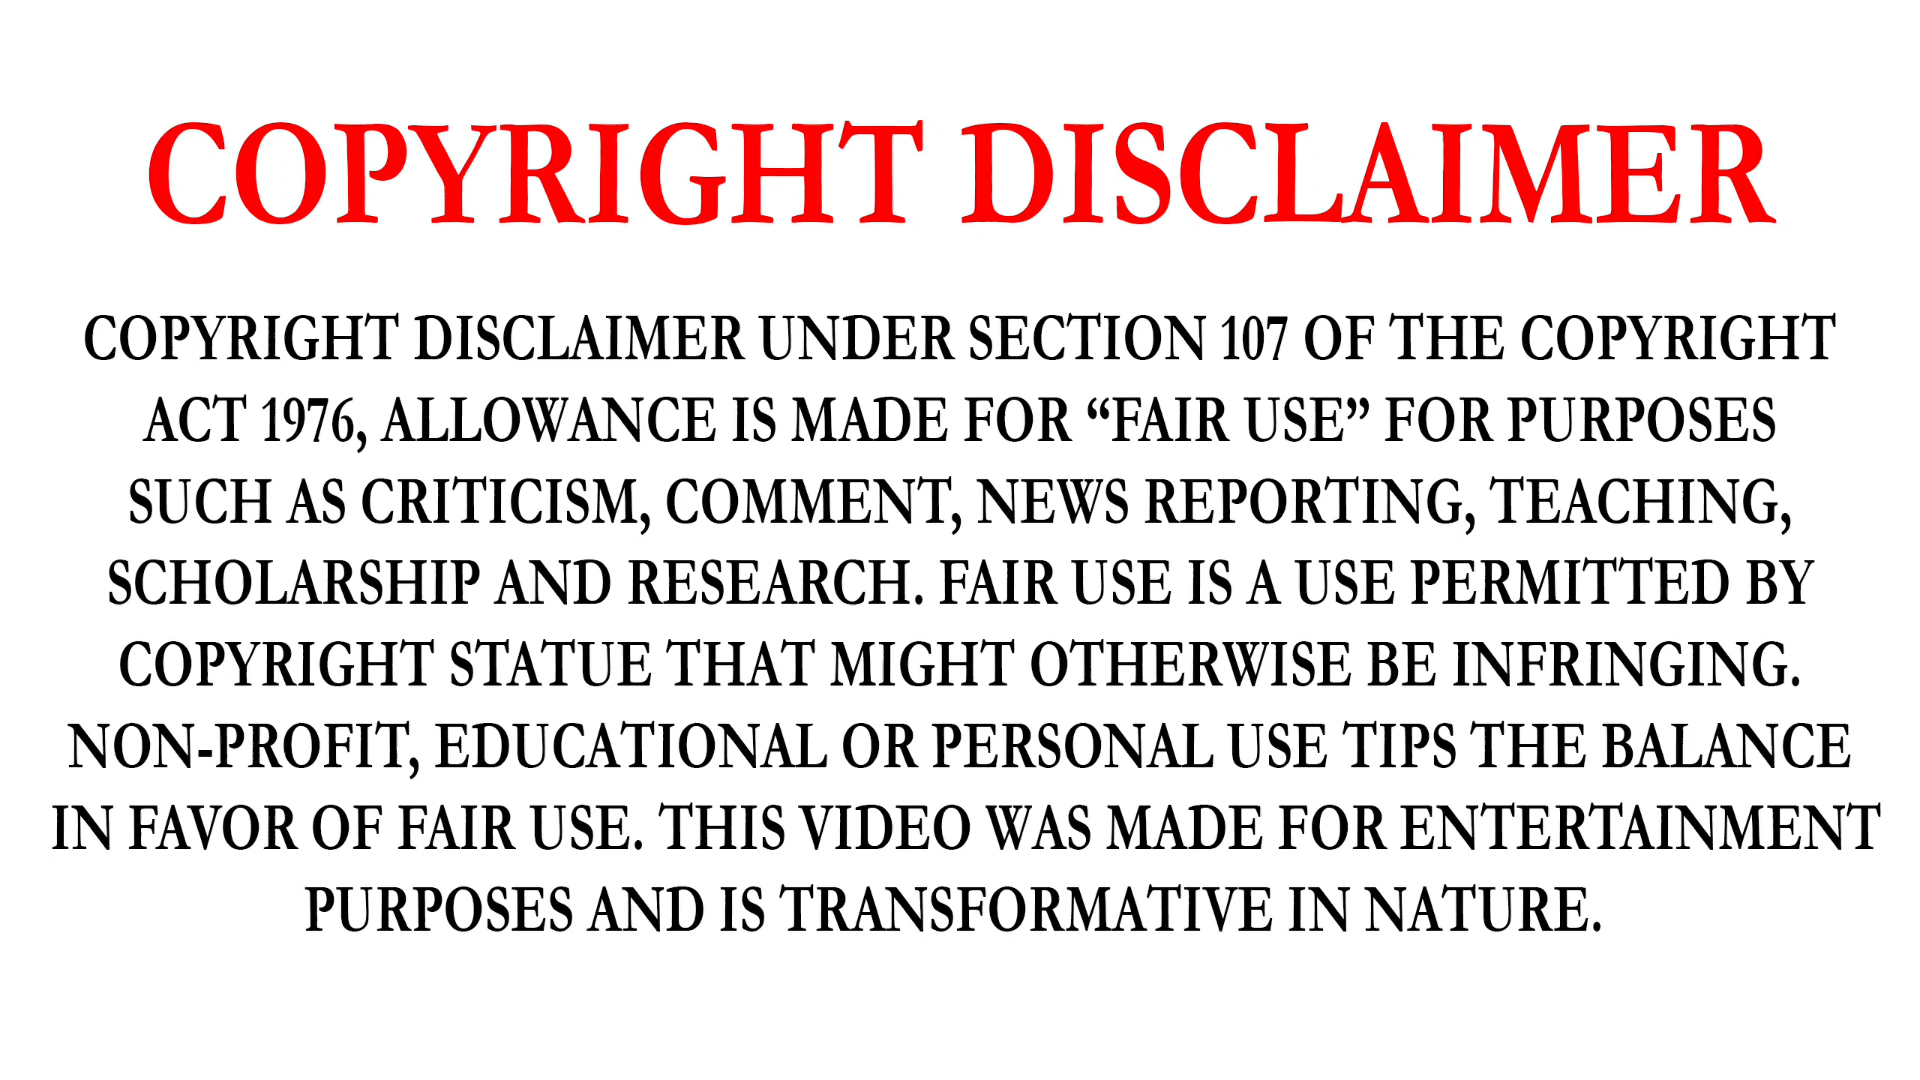 COPYRIGHT DISCLAIMER
COPYRIGHT DISCLAIMER UNDER SECTION 107 OF THE COPYRIGHT
ACT 1976, ALLOWANCE IS MADE FOR “FAIR USE” FOR PURPOSES
SUCH AS CRITICISM, COMMENT, NEWS REPORTING, TEACHING,
SCHOLARSHIP AND RESEARCH. FAIR USE IS A USE PERMITTED BY
COPYRIGHT STATUE THAT MIGHT OTHERWISE BE INFRINGING.
NON-PROFIT, EDUCATIONAL OR PERSONAL USE TIPS THE BALANCE
IN FAVOR OF FAIR USE. THIS VIDEO WAS MADE FOR ENTERTAINMENT
PURPOSES AND IS TRANSFORMATIVE IN NATURE.